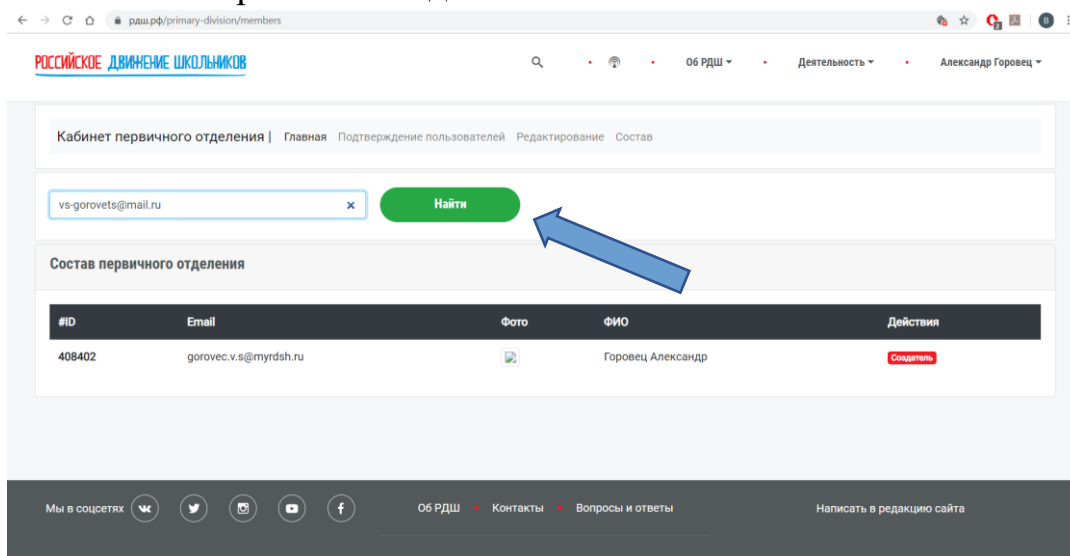 рдш.рф/primary-division/members
РОССИЙСКОЕ ДВИЖЕНИЕ ШКОЛЬНИКОВ
Об РДШ
Деятельность
Александр Горовец
Кабинет первичного отделения | Главная Подтверждение пользователей Редактирование Состав
vs-gorovets@mail.ru
Найти
Состав первичного отделения
#ID Email Фото ФИО Действия
408402 gorovec.v.s@myrdsh.ru Горовец Александр Создатель
Мы в соцсетях
Об РДШ • Контакты • Вопросы и ответы
Написать в редакцию сайта